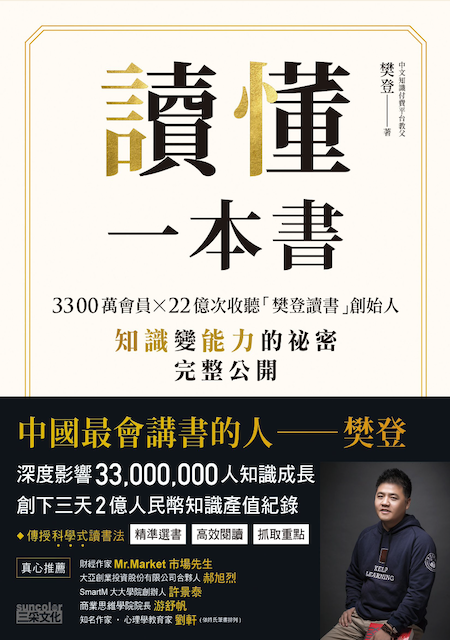 讀懂
一本書
中文知識付費平台教父
樊登——著
3300萬會員×22億次收聽「樊登讀書」創始人
知識變能力的祕密
完整公開
中國最會講書的人——樊登
深度影響33,000,000人知識成長
創下三天2億人民幣知識產值紀錄
◆傳授科學式讀書法 精準選書 高效閱讀 抓取重點
真心推薦
財經作家 Mr.Market 市場先生
大亞創業投資股份有限公司合夥人 郝旭烈
SmartM 大大學院創辦人 許景泰
商業思維學院院長 游舒帆
知名作家・心理學教育家 劉軒（依姓氏筆畫排列）
KEEP
LEARNING
suncolor
三采文化